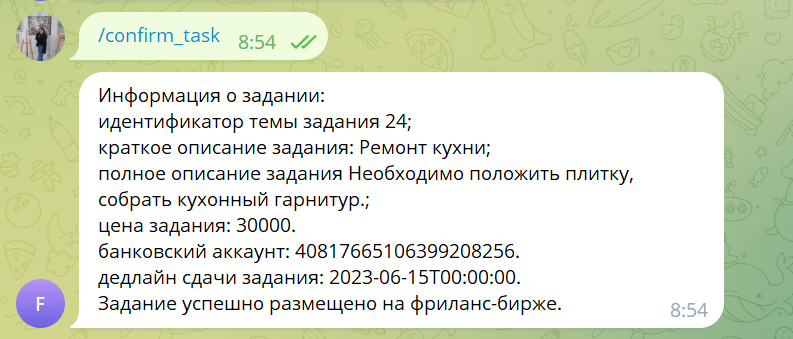 /confirm_task 8:54
Информация о задании:
идентификатор темы задания 24;
краткое описание задания: Ремонт кухни;
полное описание задания Необходимо положить плитку,
собрать кухонный гарнитур.;
цена задания: 30000.
банковский аккаунт: 40817665106399208256.
дедлайн сдачи задания: 2023-06-15T00:00:00.
Задание успешно размещено на фриланс-бирже.
F
8:54